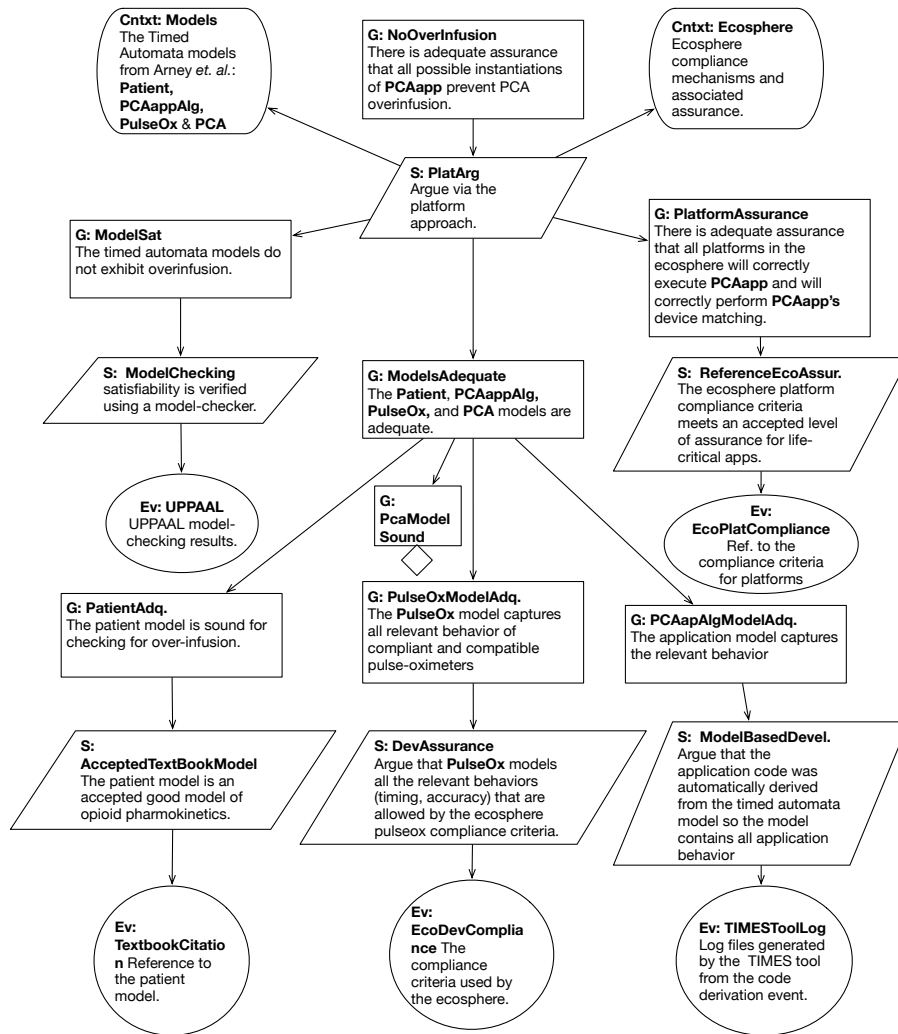 Cntxt: Models
The Timed
Automata models
from Arney et. al.:
Patient,
PCAappAlg,
PulseOx & PCA
G: NoOverInfusion
There is adequate assurance
that all possible instantiations
of PCAapp prevent PCA
overinfusion.
Cntxt: Ecosphere
Ecosphere
compliance
mechanisms and
associated
assurance.
S: PlatArg
Argue via the
platform
approach.
G: ModelSat
The timed automata models do
not exhibit overinfusion.
G: PlatformAssurance
There is adequate assurance
that all platforms in the
ecosphere will correctly
execute PCAapp and will
correctly perform PCAapp's
device matching.
S: ModelChecking
satisfiability is verified
using a model-checker.
G: ModelsAdequate
The Patient, PCAappAlg,
PulseOx, and PCA models are
adequate.
S: ReferenceEcoAssur.
The ecosphere platform
compliance criteria
meets an accepted level
of assurance for life-
critical apps.
Ev: UPPAAL
UPPAAL model-
checking results.
G:
PcaModel
Sound
Ev:
EcoPlatCompliance
Ref. to the
compliance criteria
for platforms
G: PatientAdq.
The patient model is sound for
checking for over-infusion.
G: PulseOxModelAdq.
The PulseOx model captures
all relevant behavior of
compliant and compatible
pulse-oximeters
G: PCAapAlgModelAdq.
The application model captures
the relevant behavior
S:
AcceptedTextBookModel
The patient model is an
accepted good model of
opioid pharmokinetics.
S: DevAssurance
Argue that PulseOx models
all the relevant behaviors
(timing, accuracy) that are
allowed by the ecosphere
pulseox compliance criteria.
S: ModelBasedDevel.
Argue that the
application code was
automatically derived
from the timed automata
model so the model
contains all application
behavior
Ev:
TextbookCitatio
n Reference to
the patient
model.
Ev:
EcoDevComplia
nce The
compliance
criteria used by
the ecosphere.
Ev: TIMESToolLog
Log files generated
by the TIMES tool
from the code
derivation event.